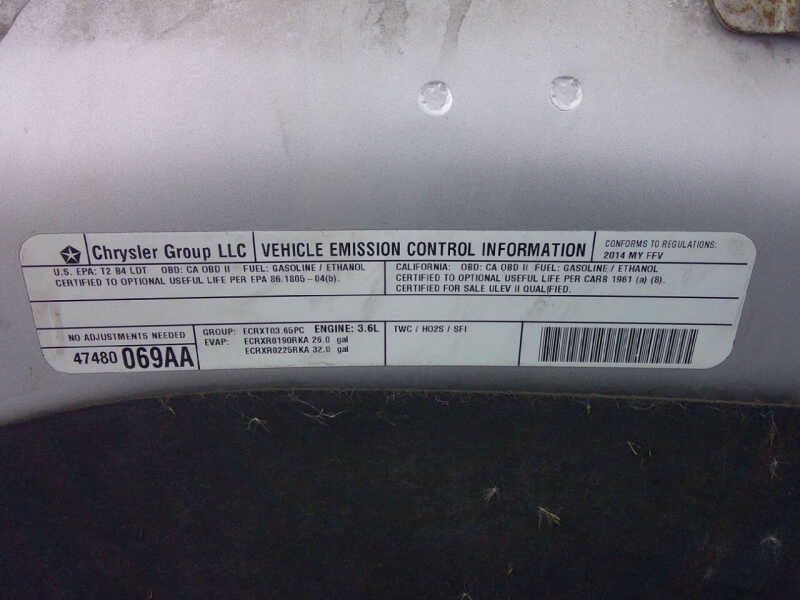 Chrysler Group LLC
VEHICLE EMISSION CONTROL INFORMATION
CONFORMS TO REGULATIONS:
2014 MY FFV
U.S. EPA: T2 B4 LDT OBD: CA OBD II FUEL: GASOLINE / ETHANOL
CERTIFIED TO OPTIONAL USEFUL LIFE PER EPA 86.1805-04(b).
CALIFORNIA: OBD: CA OBD II FUEL: GASOLINE / ETHANOL
CERTIFIED TO OPTIONAL USEFUL LIFE PER CARB 1961 (a) (8).
CERTIFIED FOR SALE ULEV II QUALIFIED.
NO ADJUSTMENTS NEEDED
47480 069AA
GROUP: ECRXT03.65PC ENGINE: 3.6L
EVAP: ECRXR0190RKA 26.0 gal
ECRXR0225RKA 32.0 gal
TWC / HO2S / SFI